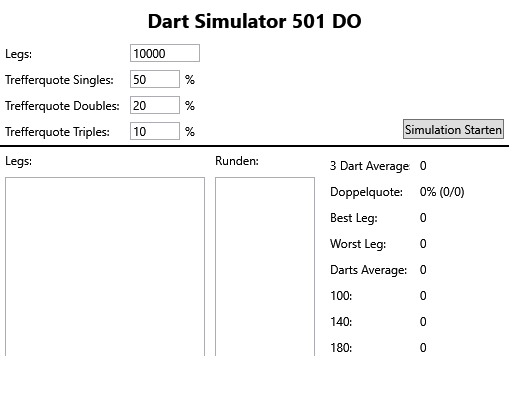 Dart Simulator 501 DO
Legs: 10000
Trefferquote Singles: 50 %
Trefferquote Doubles: 20 %
Trefferquote Triples: 10 %
Simulation Starten
Legs:
Runden:
3 Dart Average: 0
Doppelquote: 0% (0/0)
Best Leg: 0
Worst Leg: 0
Darts Average: 0
100: 0
140: 0
180: 0